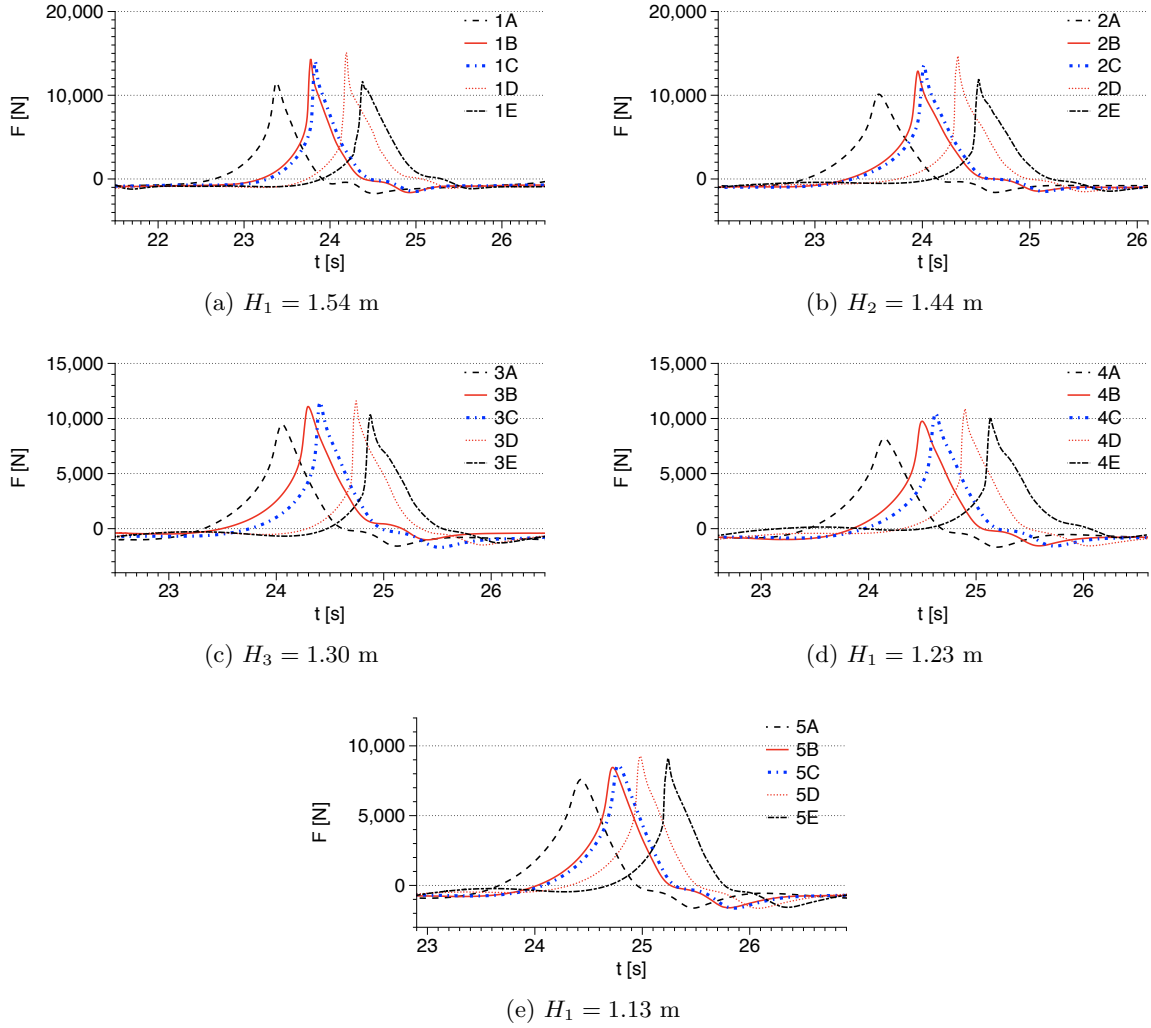 20,000
10,000
0
F [N]
22 23 24 25 26
t [s]
1A
1B
1C
1D
1E
(a) H₁ = 1.54 m
20,000
10,000
0
F [N]
23 24 25 26
t [s]
2A
2B
2C
2D
2E
(b) H₂ = 1.44 m
15,000
10,000
5,000
0
F [N]
23 24 25 26
t [s]
3A
3B
3C
3D
3E
(c) H₃ = 1.30 m
15,000
10,000
5,000
0
F [N]
23 24 25 26
t [s]
4A
4B
4C
4D
4E
(d) H₁ = 1.23 m
10,000
5,000
0
F [N]
23 24 25 26
t [s]
5A
5B
5C
5D
5E
(e) H₁ = 1.13 m